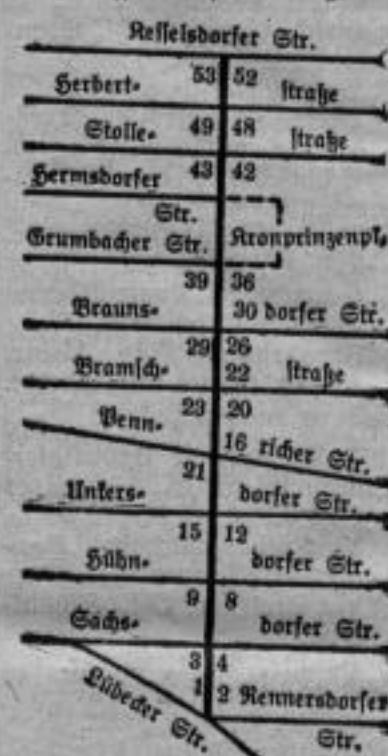 Kesselsdorfer Str.
53 52
Herbert- straße
49 48
Stolle- straße
43 42
Hermsdorfer
Str.
Grumbacher Str. Kronprinzenpl.
39 36
Brauns- 30 dorfer Str.
29 26
Bramsch- 22 straße
23 20
Penn- 16 richer Str.
21
Unkers- dorfer Str.
15 12
Hühn- dorfer Str.
9 8
Sachs- dorfer Str.
3 4
1 2 Rennersdorfer
Lübecker Str. Str.